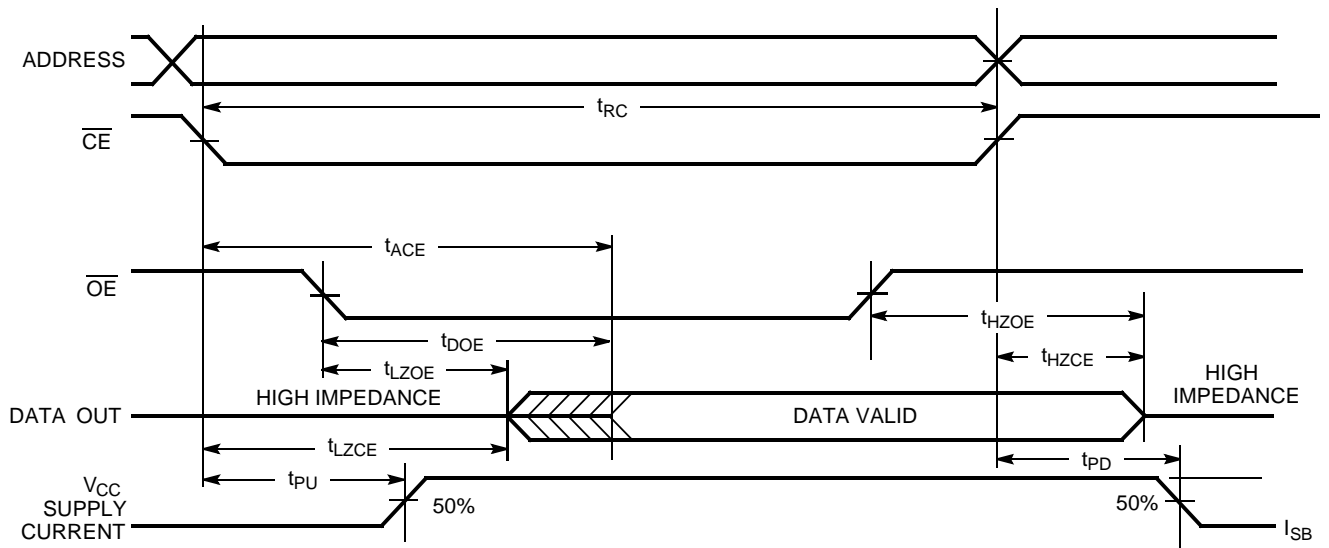 ADDRESS
tRC
CE
tACE
OE
tHZOE
tDOE
tHZCE
tLZOE
HIGH IMPEDANCE
HIGH
IMPEDANCE
DATA OUT
DATA VALID
tLZCE
tPD
tPU
VCC
SUPPLY
CURRENT
50%
50%
ISB